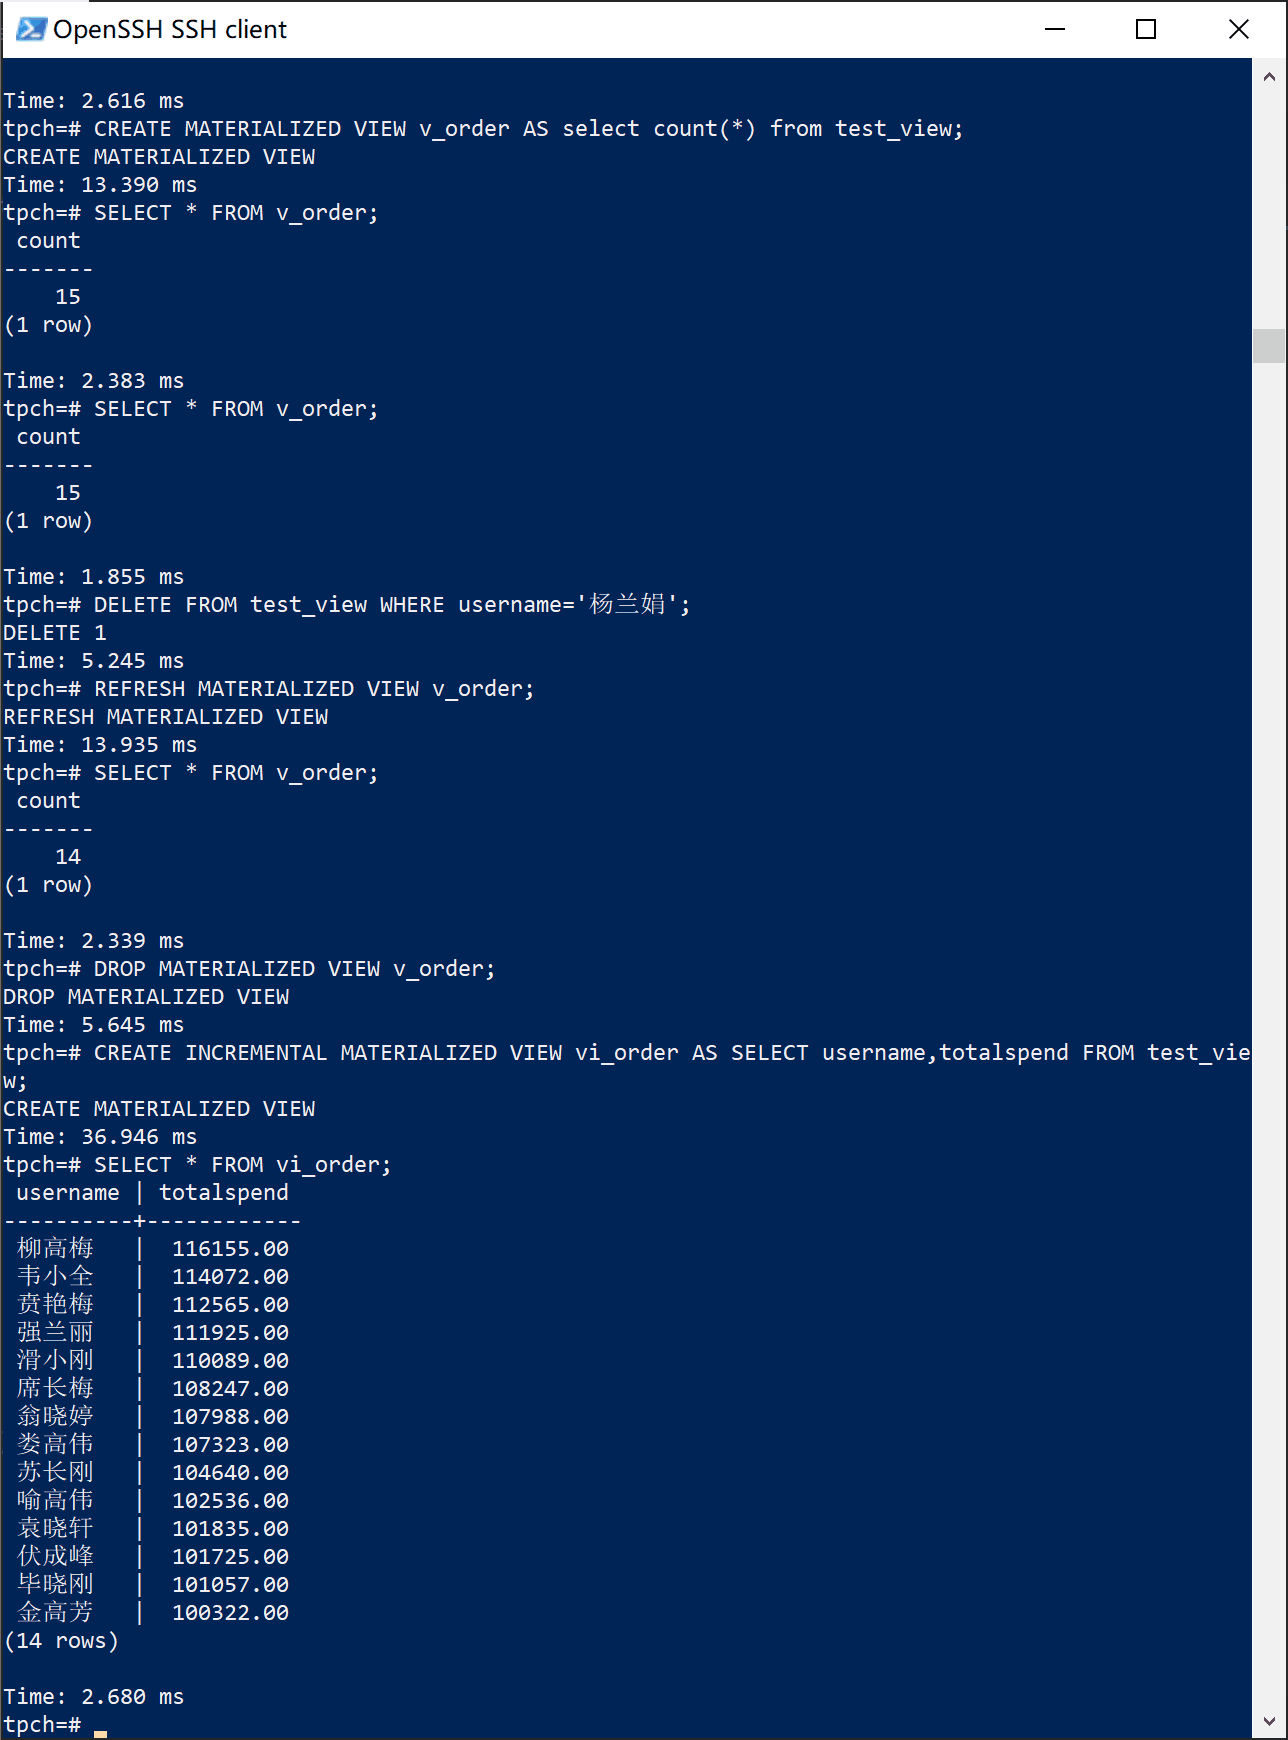 OpenSSH SSH client
Time: 2.616 ms
tpch=# CREATE MATERIALIZED VIEW v_order AS select count(*) from test_view;
CREATE MATERIALIZED VIEW
Time: 13.390 ms
tpch=# SELECT * FROM v_order;
 count
-------
    15
(1 row)

Time: 2.383 ms
tpch=# SELECT * FROM v_order;
 count
-------
    15
(1 row)

Time: 1.855 ms
tpch=# DELETE FROM test_view WHERE username='杨兰娟';
DELETE 1
Time: 5.245 ms
tpch=# REFRESH MATERIALIZED VIEW v_order;
REFRESH MATERIALIZED VIEW
Time: 13.935 ms
tpch=# SELECT * FROM v_order;
 count
-------
    14
(1 row)

Time: 2.339 ms
tpch=# DROP MATERIALIZED VIEW v_order;
DROP MATERIALIZED VIEW
Time: 5.645 ms
tpch=# CREATE INCREMENTAL MATERIALIZED VIEW vi_order AS SELECT username,totalspend FROM test_vie
w;
CREATE MATERIALIZED VIEW
Time: 36.946 ms
tpch=# SELECT * FROM vi_order;
 username | totalspend
----------+------------
 柳高梅   |  116155.00
 韦小全   |  114072.00
 贲艳梅   |  112565.00
 强兰丽   |  111925.00
 滑小刚   |  110089.00
 席长梅   |  108247.00
 翁晓婷   |  107988.00
 娄高伟   |  107323.00
 苏长刚   |  104640.00
 喻高伟   |  102536.00
 袁晓轩   |  101835.00
 伏成峰   |  101725.00
 毕晓刚   |  101057.00
 金高芳   |  100322.00
(14 rows)

Time: 2.680 ms
tpch=#